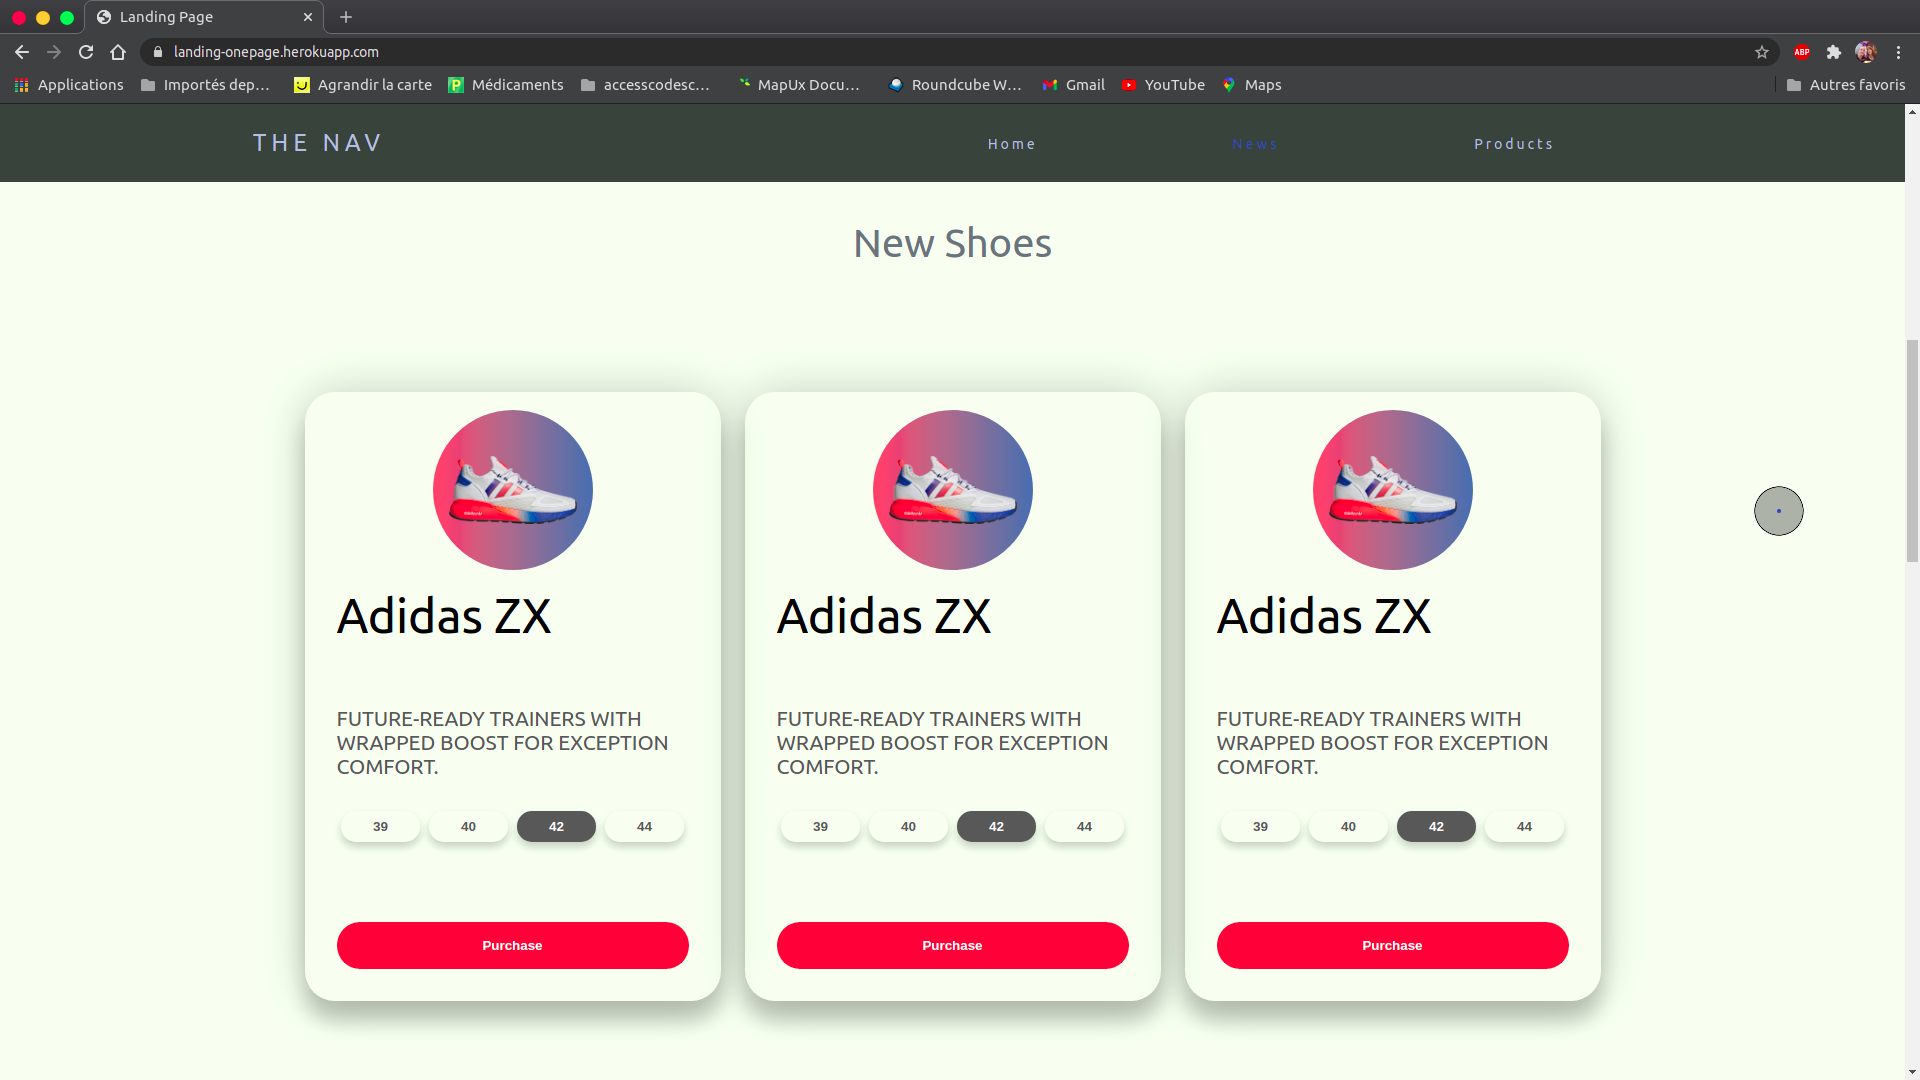 Landing Page
landing-onepage.herokuapp.com
ABP
Applications
Importés dep...
Agrandir la carte
Médicaments
accesscodesc...
MapUx Docu...
Roundcube W...
Gmail
YouTube
Maps
Autres favoris
THE NAV
Home
News
Products
New Shoes
Adidas ZX
FUTURE-READY TRAINERS WITH
WRAPPED BOOST FOR EXCEPTION
COMFORT.
39 40 42 44
Purchase
Adidas ZX
FUTURE-READY TRAINERS WITH
WRAPPED BOOST FOR EXCEPTION
COMFORT.
39 40 42 44
Purchase
Adidas ZX
FUTURE-READY TRAINERS WITH
WRAPPED BOOST FOR EXCEPTION
COMFORT.
39 40 42 44
Purchase